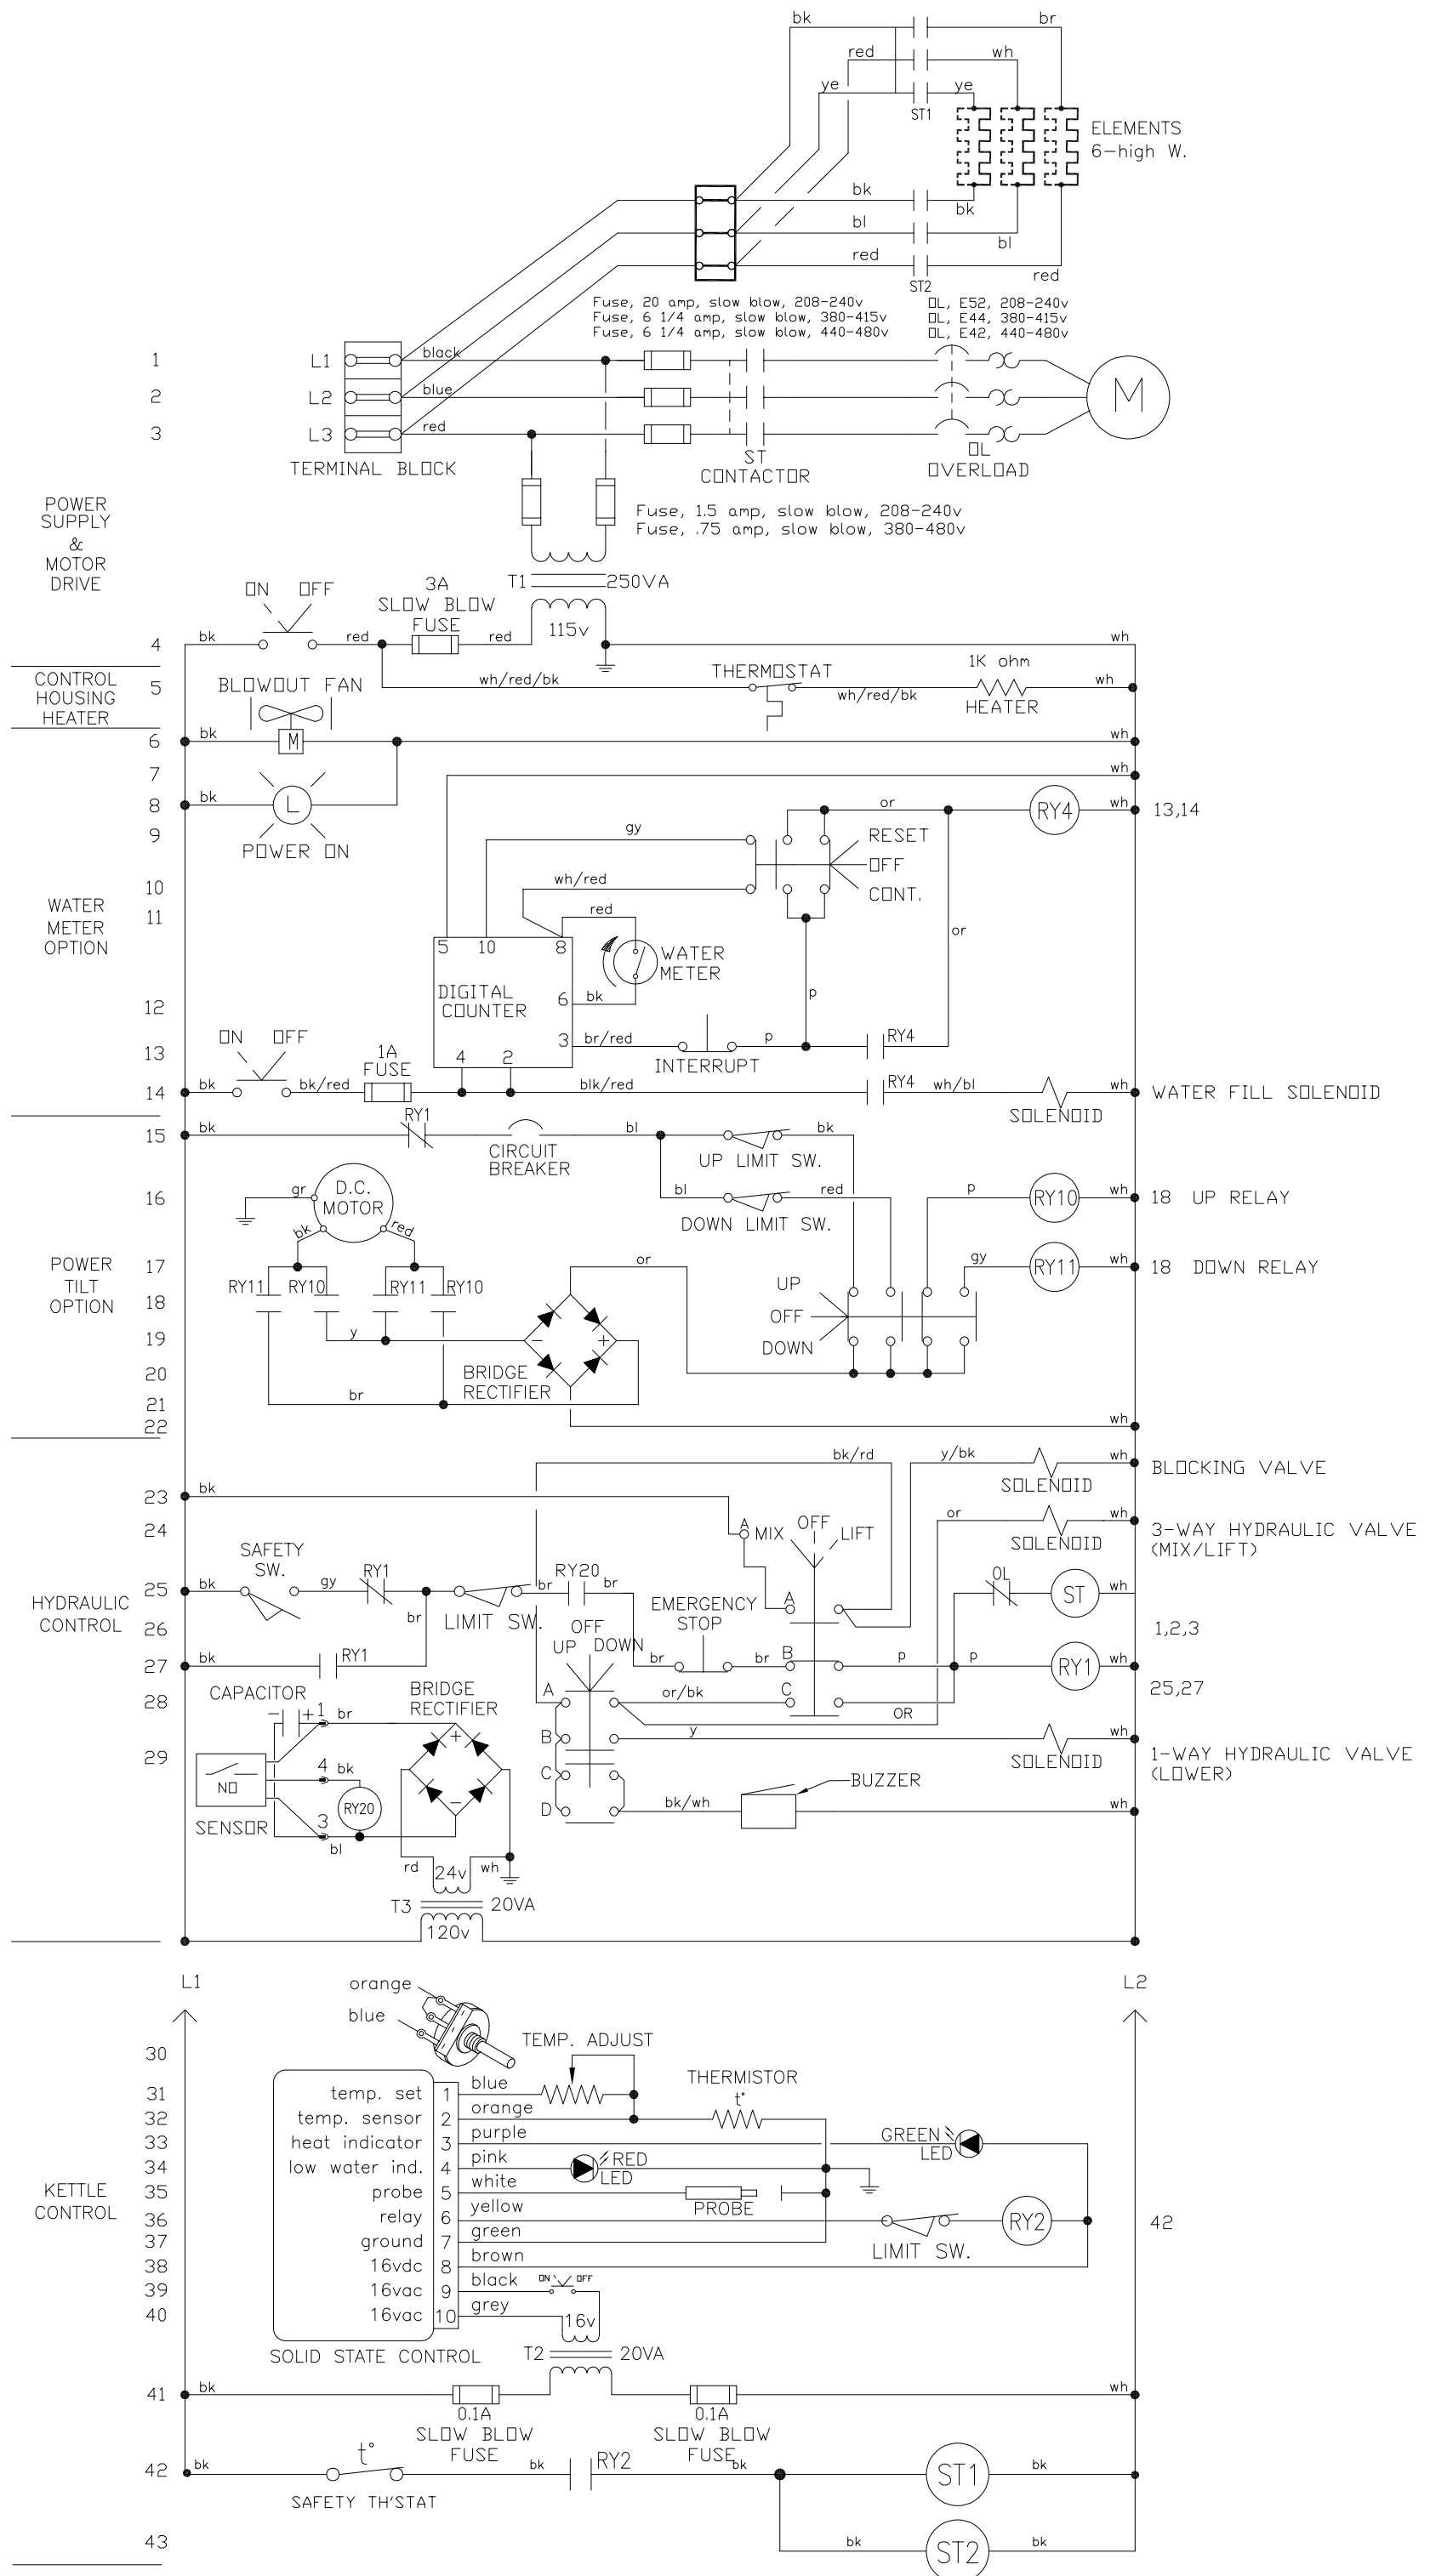 bk
br
red
wh
ye
ye
ST1
ELEMENTS
6-high W.
bk
bk
bl
bl
red
red
ST2
Fuse, 20 amp, slow blow, 208-240v
Fuse, 6 1/4 amp, slow blow, 380-415v
Fuse, 6 1/4 amp, slow blow, 440-480v
OL, E52, 208-240v
OL, E44, 380-415v
OL, E42, 440-480v
1
L1
black
2
L2
blue
M
3
L3
red
TERMINAL BLOCK
ST
CONTACTOR
OL
OVERLOAD
POWER
SUPPLY
&
MOTOR
DRIVE
Fuse, 1.5 amp, slow blow, 208-240v
Fuse, .75 amp, slow blow, 380-480v
T1
250VA
ON
OFF
3A
SLOW BLOW
FUSE
115v
4
bk
red
red
wh
CONTROL
HOUSING
HEATER
5
BLOWOUT FAN
wh/red/bk
THERMOSTAT
wh/red/bk
1K ohm
HEATER
wh
6
bk
M
wh
7
wh
8
bk
L
or
RY4
wh
13,14
9
POWER ON
gy
RESET
OFF
CONT.
10
wh/red
WATER
METER
OPTION
11
red
or
5
10
8
WATER
METER
DIGITAL
COUNTER
6
bk
p
12
3
br/red
p
RY4
13
ON
OFF
1A
FUSE
4
2
INTERRUPT
14
bk
bk/red
blk/red
RY4
wh/bl
SOLENOID
wh
WATER FILL SOLENOID
15
bk
RY1
CIRCUIT
BREAKER
bl
UP LIMIT SW.
bk
16
gr
D.C.
MOTOR
bk
red
bl
red
DOWN LIMIT SW.
p
RY10
wh
18 UP RELAY
POWER
TILT
OPTION
17
or
gy
RY11
wh
18 DOWN RELAY
RY11
RY10
RY11
RY10
UP
OFF
DOWN
18
19
y
-
+
20
BRIDGE
RECTIFIER
21
br
22
wh
bk/rd
y/bk
SOLENOID
wh
BLOCKING VALVE
23
bk
24
A
MIX
OFF
LIFT
or
SOLENOID
wh
3-WAY HYDRAULIC VALVE
(MIX/LIFT)
SAFETY
SW.
25
bk
gy
RY1
br
LIMIT SW.
br
RY20
br
A
OL
ST
wh
HYDRAULIC
CONTROL
26
OFF
UP
DOWN
EMERGENCY
STOP
1,2,3
27
bk
RY1
br
br
B
p
p
RY1
wh
25,27
28
CAPACITOR
BRIDGE
RECTIFIER
A
or/bk
C
OR
-
+
1
br
+
B
y
SOLENOID
wh
1-WAY HYDRAULIC VALVE
(LOWER)
29
NO
4
bk
RY20
C
BUZZER
-
D
bk/wh
wh
SENSOR
3
bl
rd
24v
wh
T3
20VA
120v
L1
L2
orange
blue
30
TEMP. ADJUST
31
temp. set
1
blue
THERMISTOR
t°
32
temp. sensor
2
orange
33
heat indicator
3
purple
GREEN
LED
34
low water ind.
4
pink
RED
LED
KETTLE
CONTROL
35
probe
5
white
PROBE
36
relay
6
yellow
RY2
42
37
ground
7
green
LIMIT SW.
38
16vdc
8
brown
39
16vac
9
black
ON
OFF
40
16vac
10
grey
16v
SOLID STATE CONTROL
T2
20VA
41
bk
0.1A
SLOW BLOW
FUSE
0.1A
SLOW BLOW
FUSE
wh
42
bk
t°
SAFETY TH'STAT
bk
RY2
bk
ST1
bk
43
bk
ST2
bk